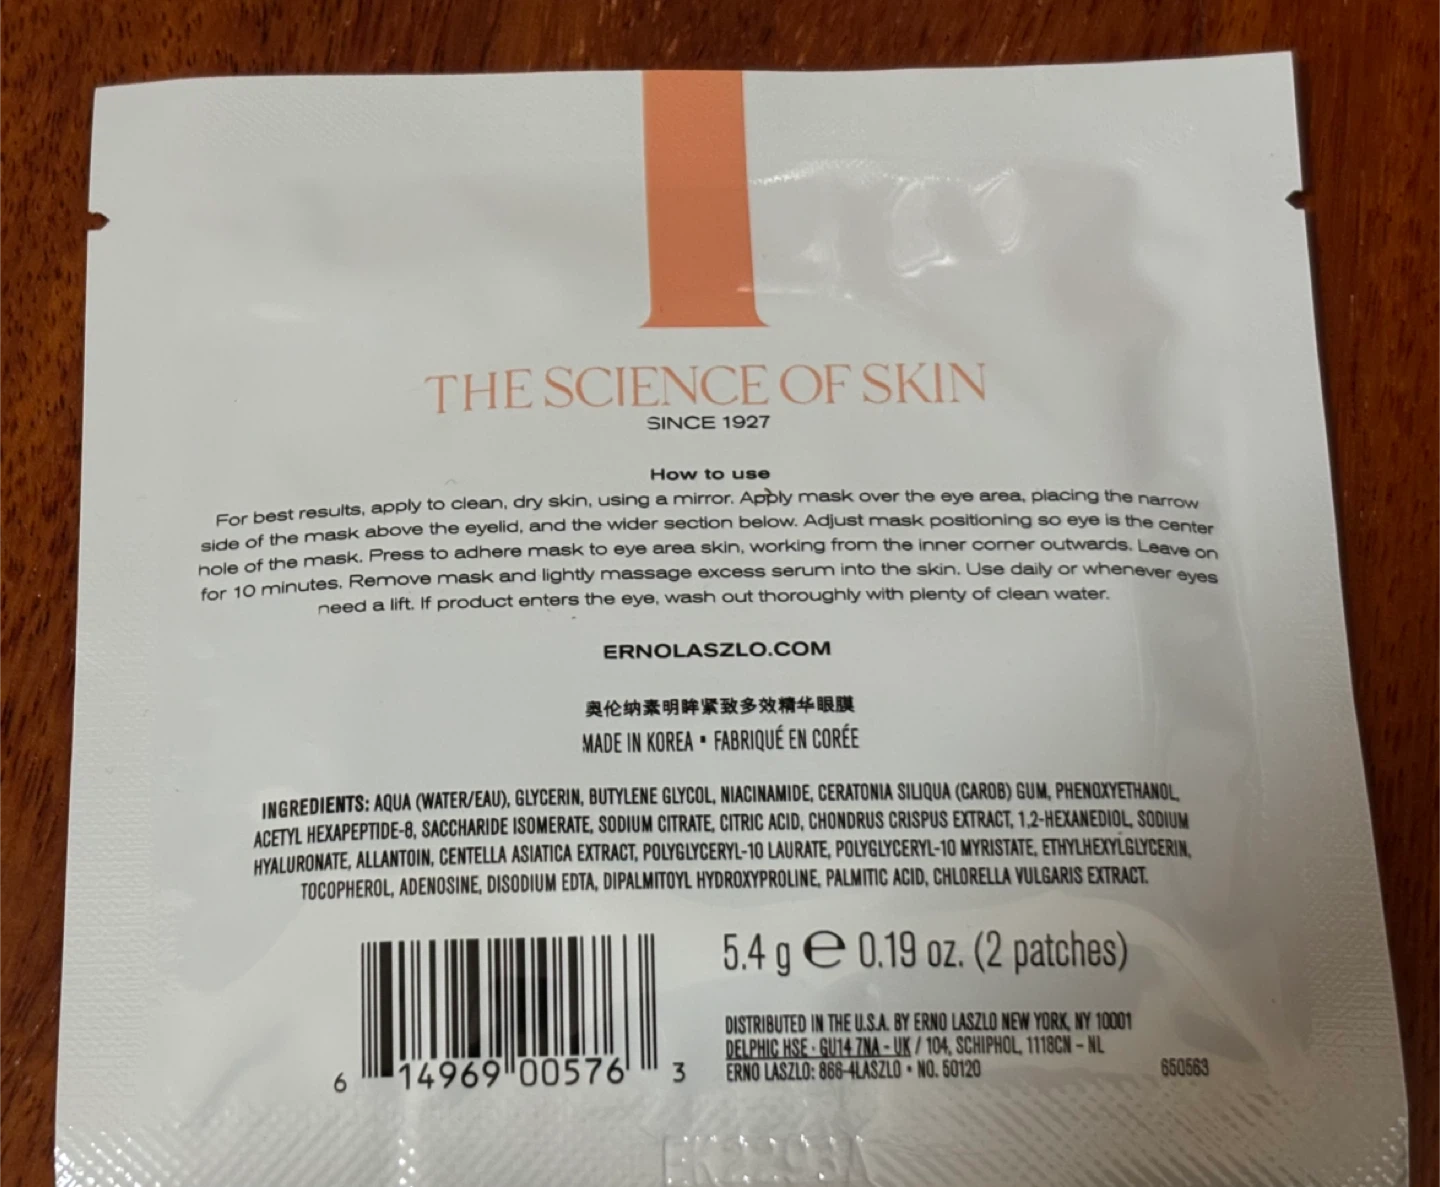 THE SCIENCE OF SKIN
SINCE 1927
How to use
For best results, apply to clean, dry skin, using a mirror. Apply mask over the eye area, placing the narrow
side of the mask above the eyelid, and the wider section below. Adjust mask positioning so eye is the center
hole of the mask. Press to adhere mask to eye area skin, working from the inner corner outwards. Leave on
for 10 minutes. Remove mask and lightly massage excess serum into the skin. Use daily or whenever eyes
need a lift. If product enters the eye, wash out thoroughly with plenty of clean water.
ERNOLASZLO.COM
奥伦纳素明眸紧致多效精华眼膜
MADE IN KOREA ▪ FABRIQUÉ EN CORÉE
INGREDIENTS: AQUA (WATER/EAU), GLYCERIN, BUTYLENE GLYCOL, NIACINAMIDE, CERATONIA SILIQUA (CAROB) GUM, PHENOXYETHANOL,
ACETYL HEXAPEPTIDE-8, SACCHARIDE ISOMERATE, SODIUM CITRATE, CITRIC ACID, CHONDRUS CRISPUS EXTRACT, 1,2-HEXANEDIOL, SODIUM
HYALURONATE, ALLANTOIN, CENTELLA ASIATICA EXTRACT, POLYGLYCERYL-10 LAURATE, POLYGLYCERYL-10 MYRISTATE, ETHYLHEXYLGLYCERIN,
TOCOPHEROL, ADENOSINE, DISODIUM EDTA, DIPALMITOYL HYDROXYPROLINE, PALMITIC ACID, CHLORELLA VULGARIS EXTRACT.
5.4 g ℮ 0.19 oz. (2 patches)
DISTRIBUTED IN THE U.S.A. BY ERNO LASZLO NEW YORK, NY 10001
DELPHIC HSE - GU14 7NA - UK / 104, SCHIPHOL, 1118CN - NL
ERNO LASZLO: 866-4LASZLO • NO. 50120
650563
6 14969 00576 3